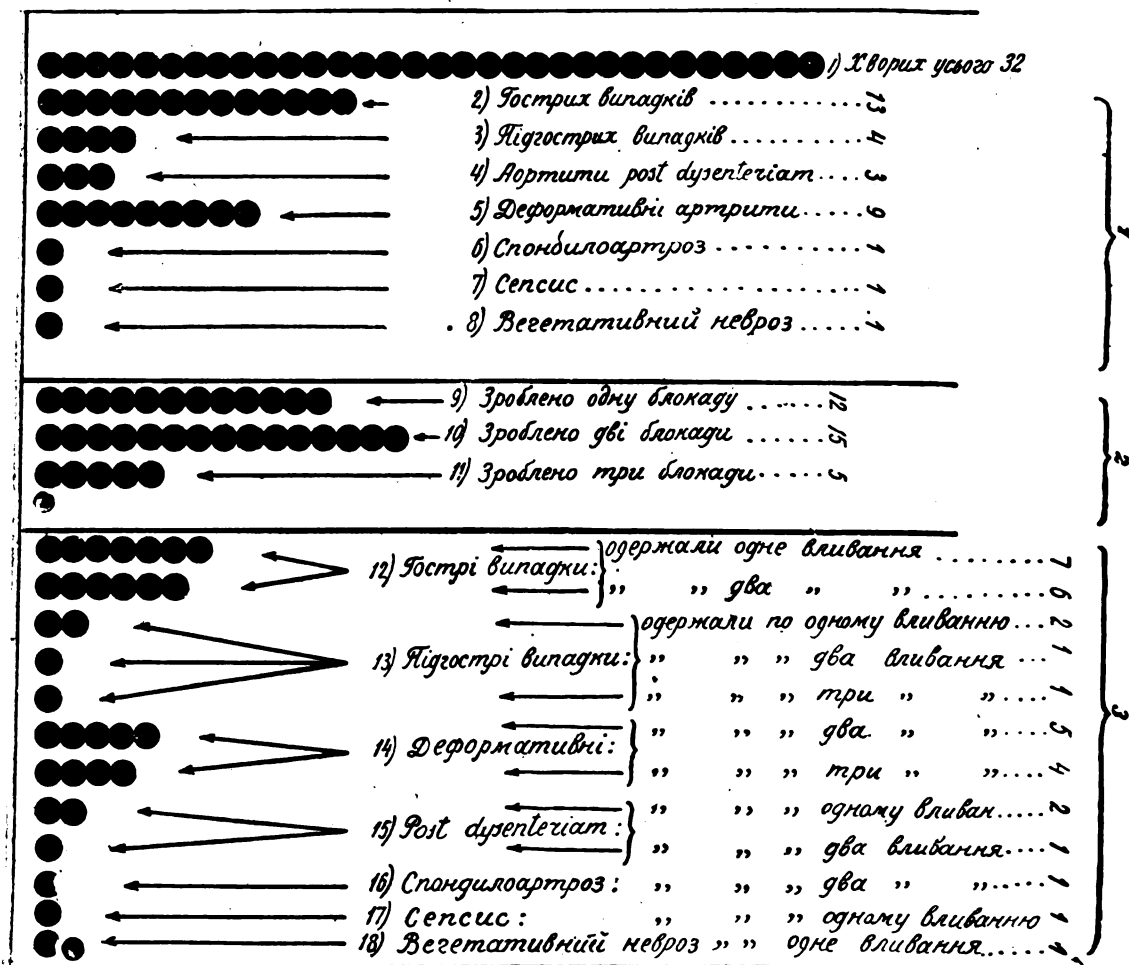 1) Хворих усього 32
2) Гострих випадків ............ 13
3) Підгострих випадків .......... 4
4) Аортити post dysenteriam .... 3
5) Деформативні артрити ..... 9
6) Спондилоартроз .......... 1
7) Сепсис .................. 1
8) Вегетативний невроз ..... 1
1
9) Зроблено одну блокаду ...... 12
10) Зроблено дві блокади ...... 15
11) Зроблено три блокади ..... 5
2
12) Гострі випадки: одержали одне вливання ........ 7
„ „ два „ „ ......... 6
13) Підгострі випадки: одержали по одному вливанню ... 2
„ „ „ два вливання ... 1
„ „ „ три „ „ .... 1
14) Деформативні: „ „ „ два „ „ .... 5
„ „ „ три „ „ .... 4
15) Post dysenteriam: „ „ „ одному вливан .... 2
„ „ „ два вливання .... 1
16) Спондилоартроз: „ „ „ два „ „ ..... 1
17) Сепсис: „ „ „ одному вливанню 1
18) Вегетативний невроз „ „ одне вливання ..... 1
3